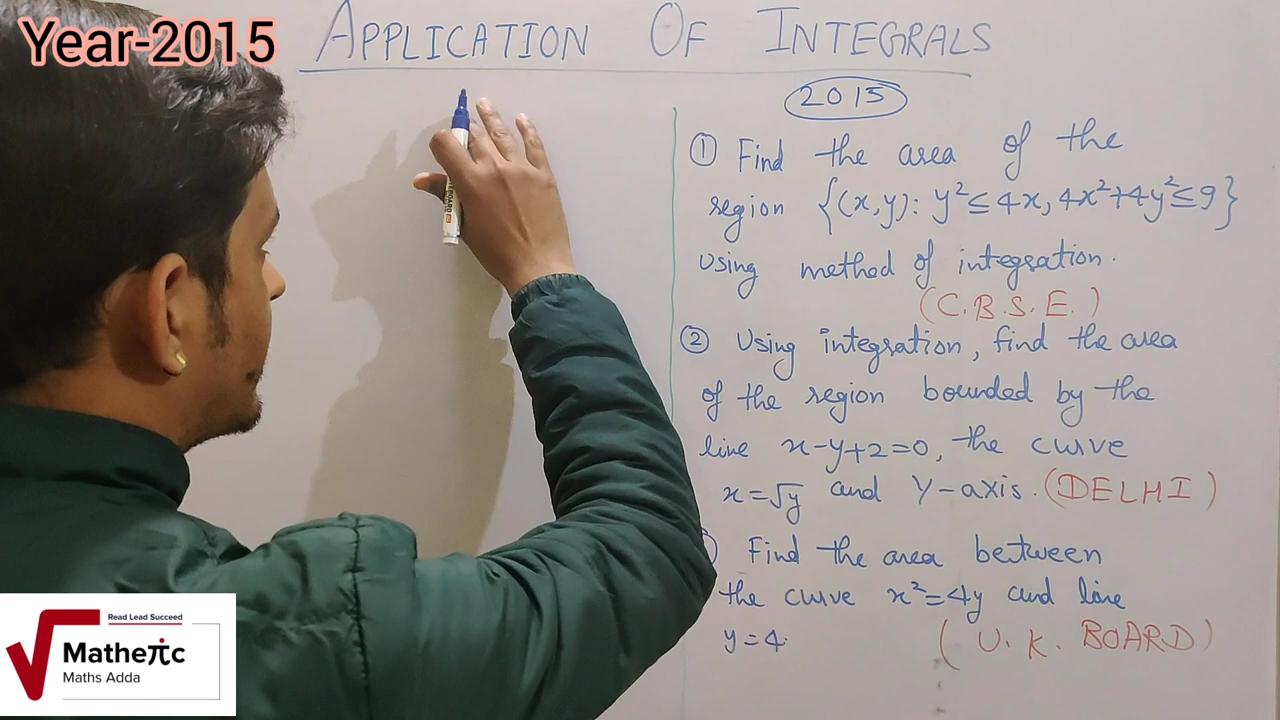 Year-2015
APPLICATION OF INTEGRALS
2015
① Find the area of the
region {(x,y): y²≤4x, 4x²+4y²≤9}
using method of integration.
(C.B.S.E.)
② Using integration, find the area
of the region bounded by the
line x-y+2=0, the curve
x=√y and Y-axis. (DELHI)
Find the area between
the curve x²=4y and line
y=4. (U.K. BOARD)
Read Lead Succeed
Matheπc
Maths Adda